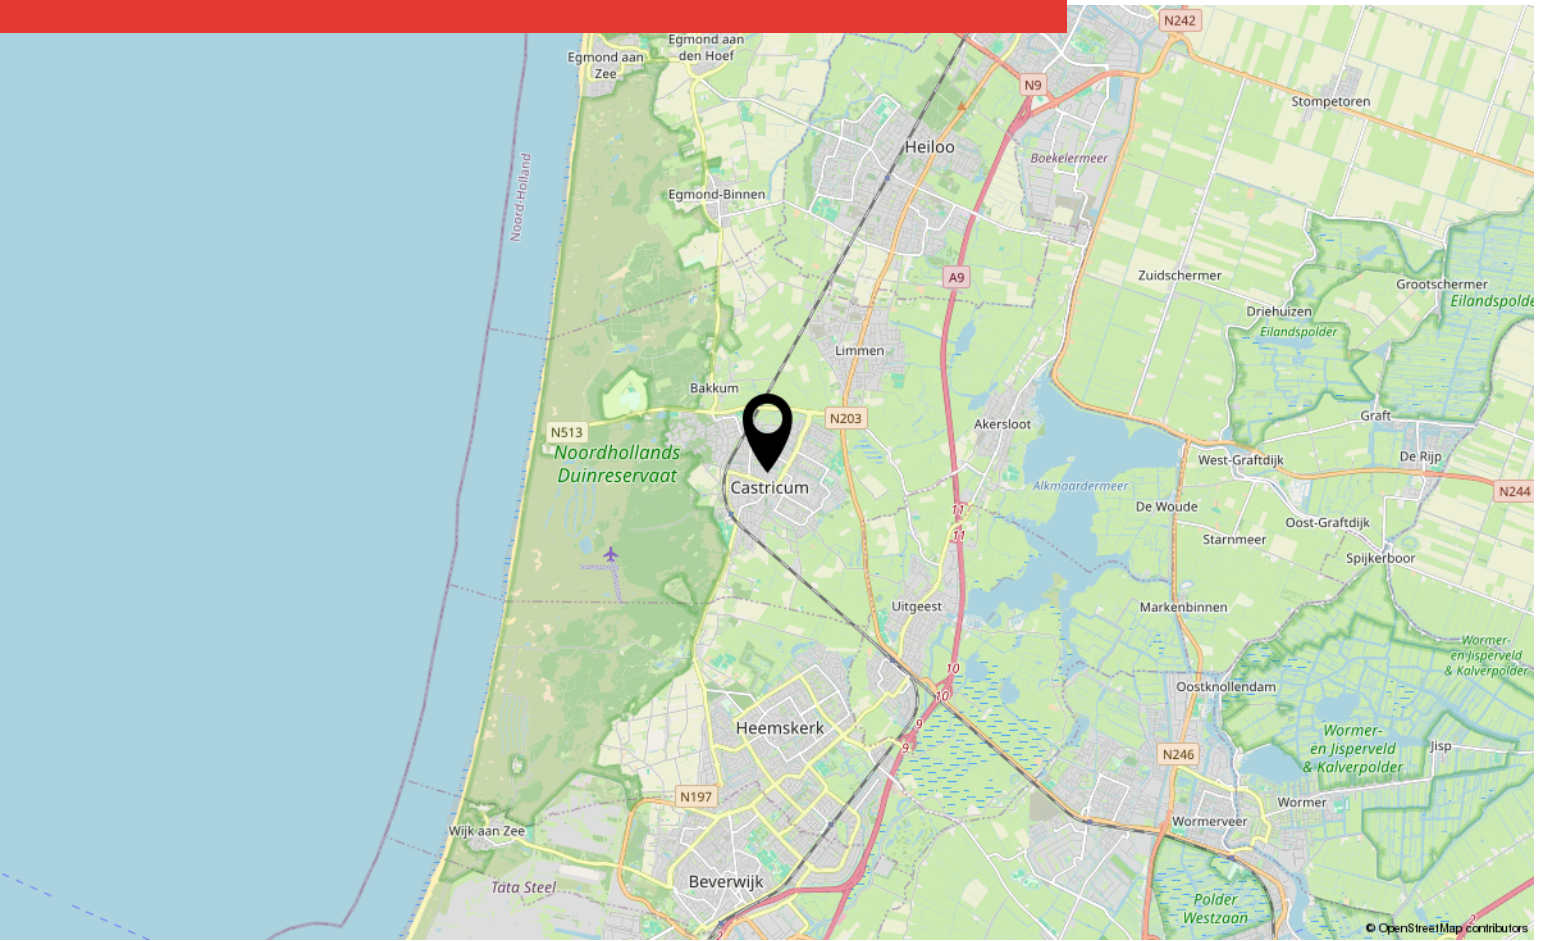 N242
Egmond aan
den Hoef
Egmond aan
Zee
N9
Stompetoren
Heiloo
Boekelermeer
Noord-Holland
Egmond-Binnen
A9
Zuidschermer
Grootschermer
Eilandspolde
Driehuizen
Eilandspolder
Limmen
Bakkum
N513
N203
Akersloot
Graft
Noordhollands
Duinreservaat
West-Graftdijk
De Rijp
Castricum
Alkmaardermeer
N244
11
De Woude
11
Oost-Graftdijk
Starnmeer
Spijkerboor
Uitgeest
Markenbinnen
Wormer-
en Jisperveld
& Kalverpolder
10
Oostknollendam
10
Heemskerk
9
9
Wormer-
en Jisperveld
& Kalverpolder
Jisp
N246
N197
Wormer
Wijk aan Zee
Wormerveer
Tata Steel
Beverwijk
Polder
Westzaan
2
2
© OpenStreetMap contributors